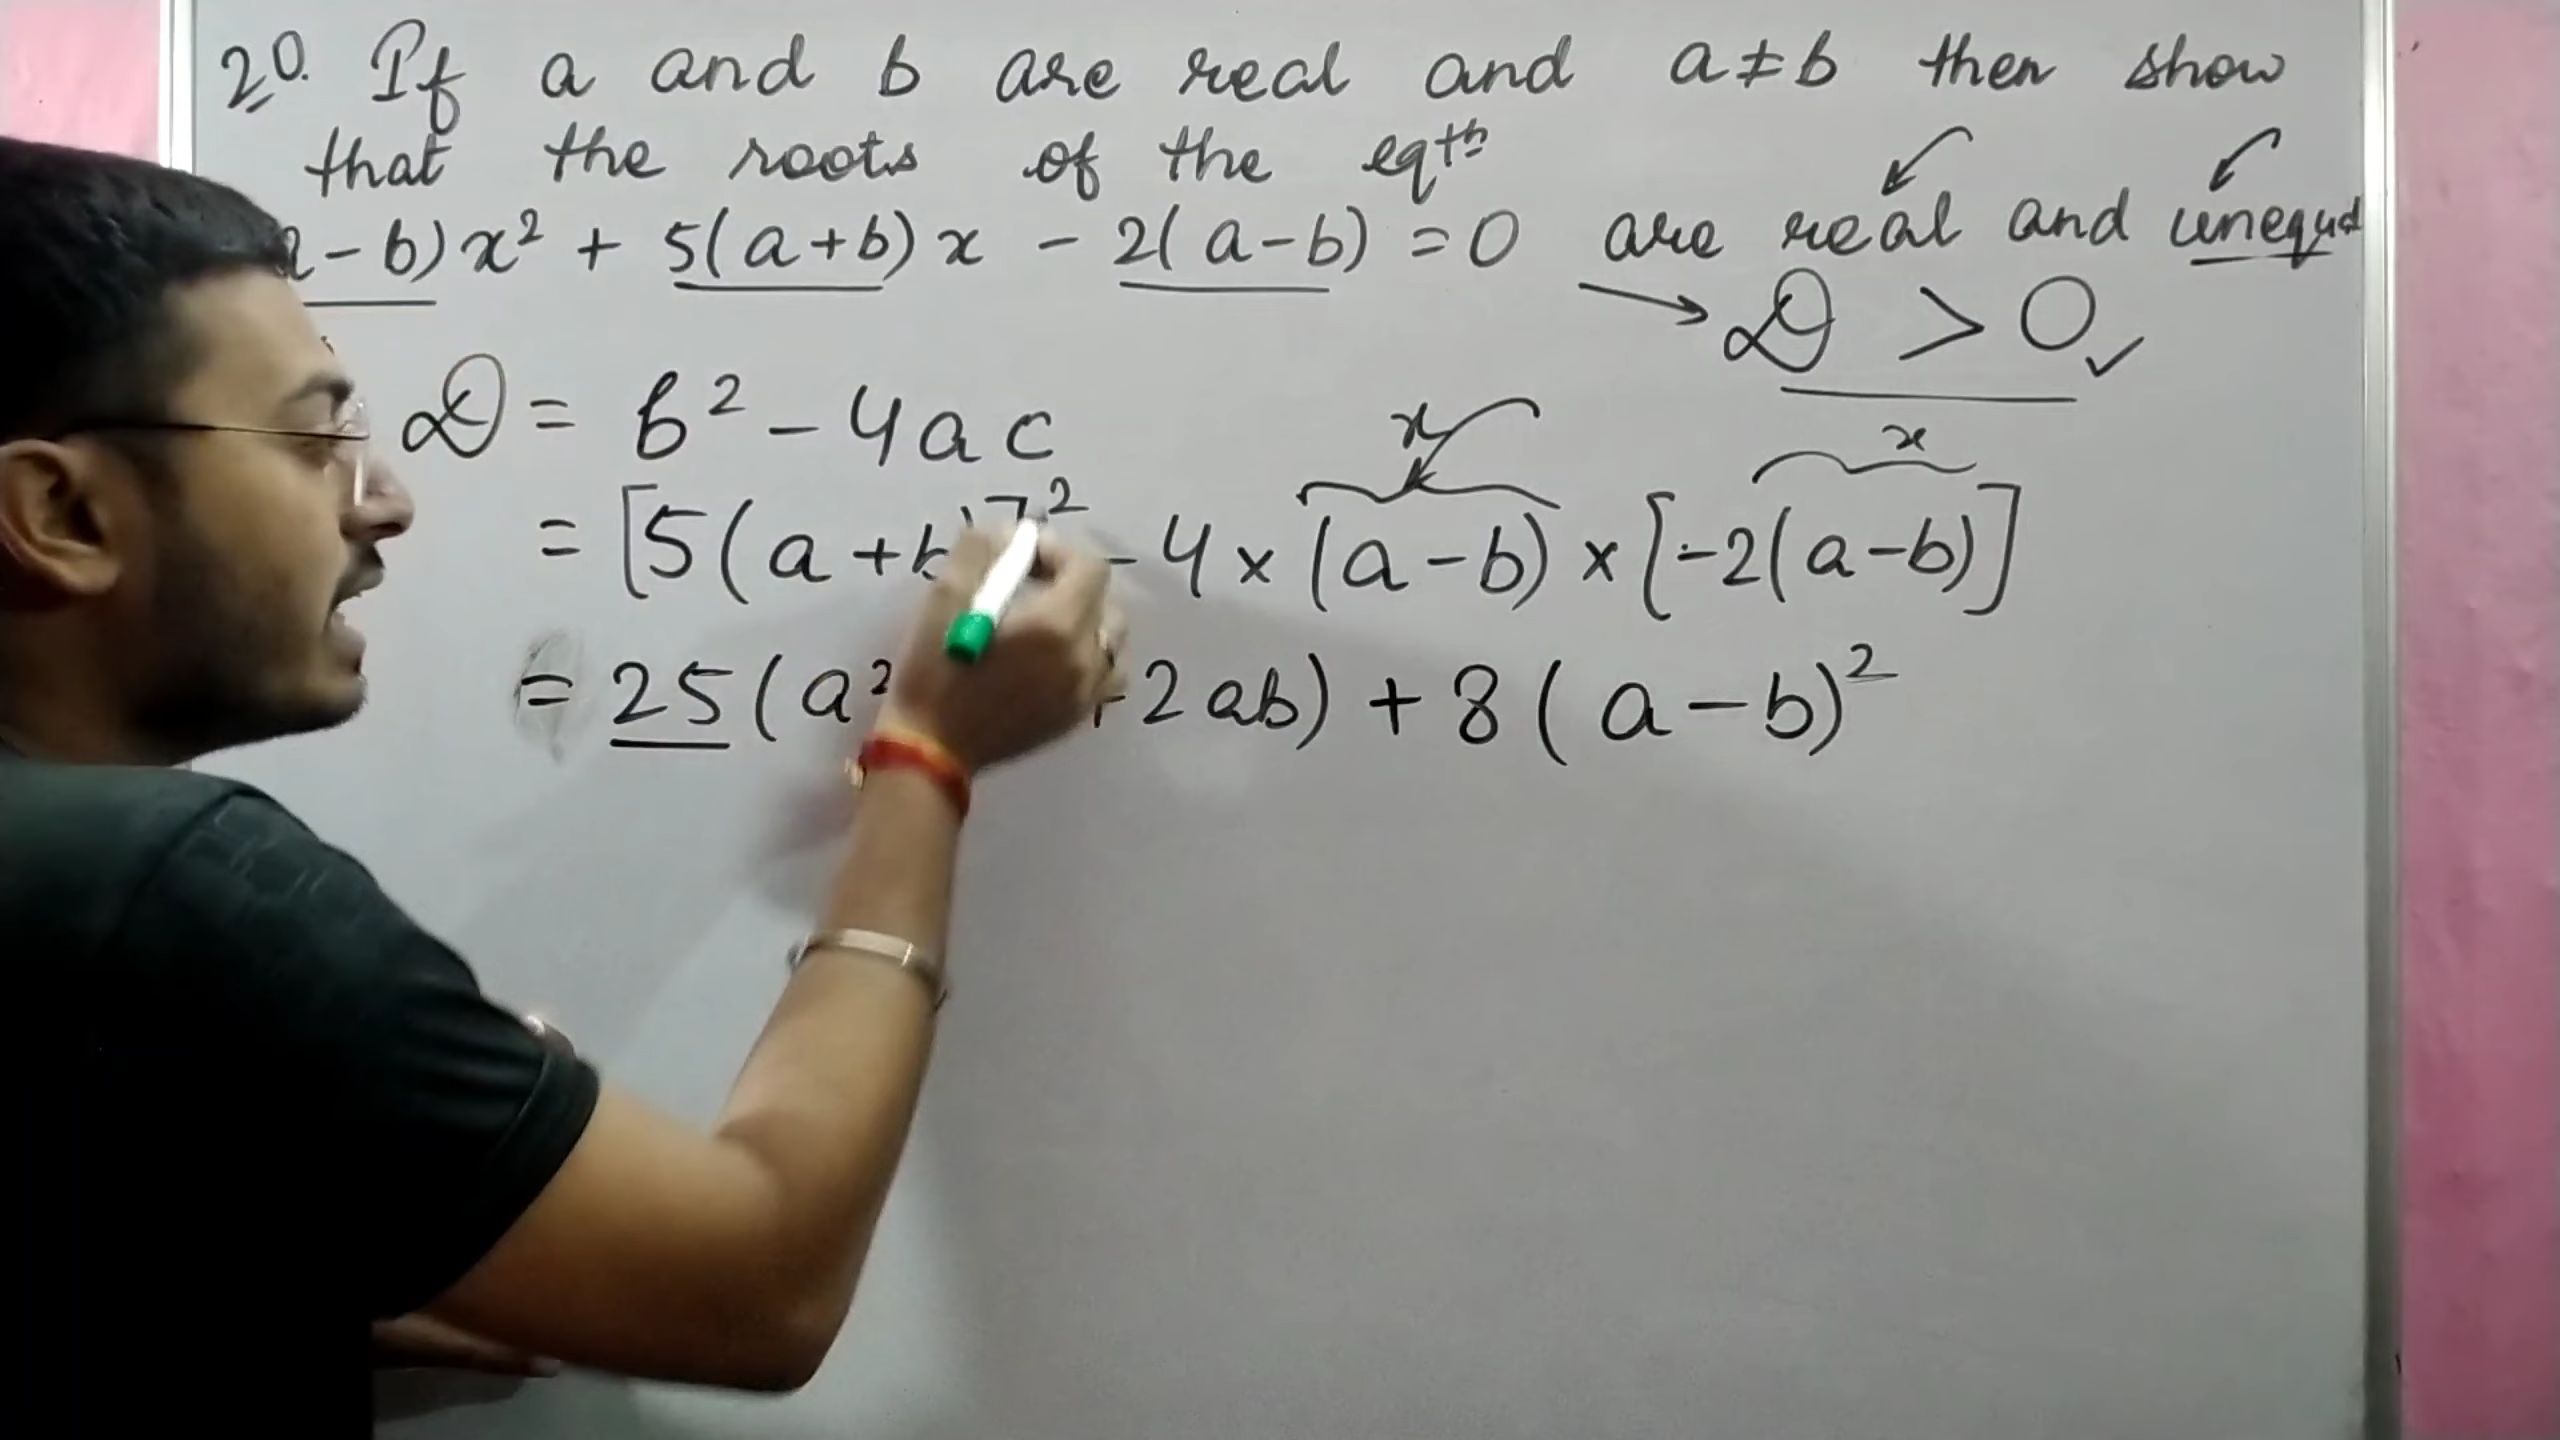 20. If a and b are real and a ≠ b then show
that the roots of the eqtn
a - b) x² + 5(a + b) x - 2(a - b) = 0 are real and unequal
→ D > 0 ✓
D = b² - 4ac
x x
= [5(a + b)]² - 4 × (a - b) × [-2(a - b)]
= 25(a² + 2ab) + 8(a - b)²